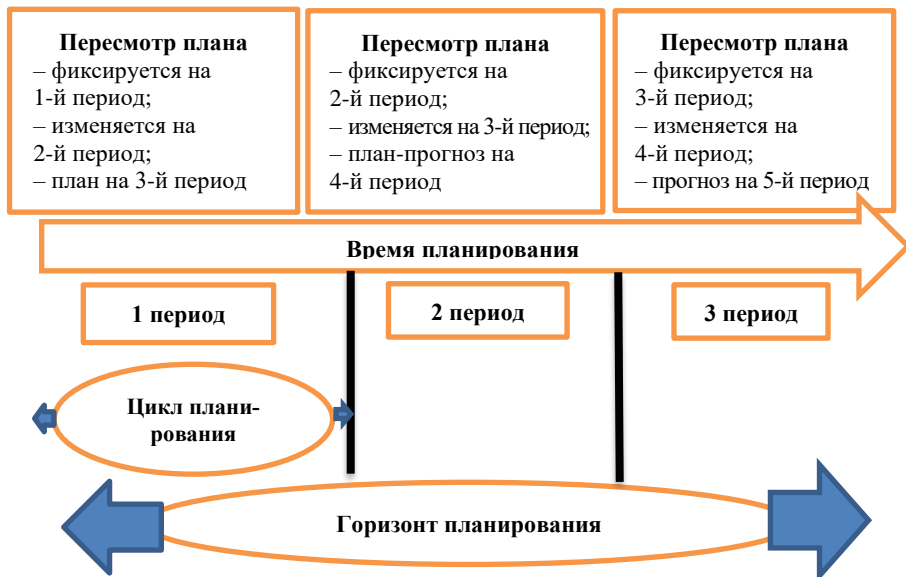 Пересмотр плана
– фиксируется на
1-й период;
– изменяется на
2-й период;
– план на 3-й период
Пересмотр плана
– фиксируется на
2-й период;
– изменяется на 3-й период;
– план-прогноз на
4-й период
Пересмотр плана
– фиксируется на
3-й период;
– изменяется на
4-й период;
– прогноз на 5-й период
Время планирования
1 период
2 период
3 период
Цикл плани-
рования
Горизонт планирования